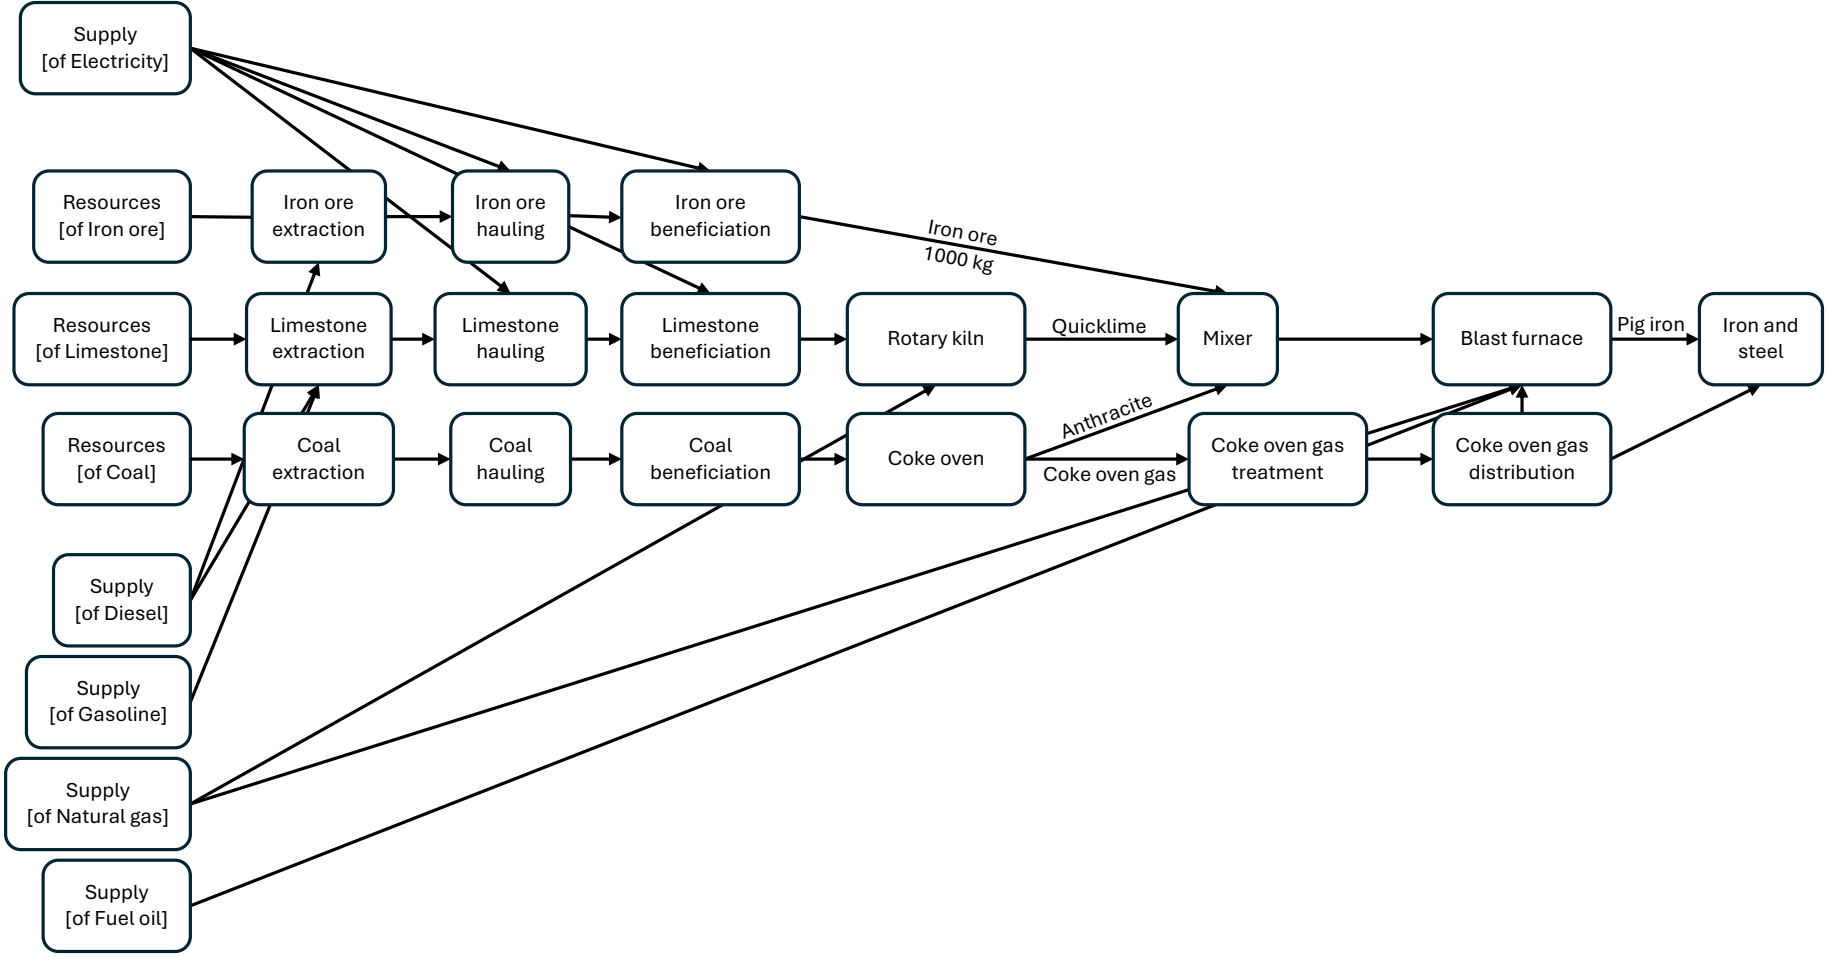 Supply
[of Electricity]
Resources
[of Iron ore]
Iron ore
extraction
Iron ore
hauling
Iron ore
beneficiation
Iron ore
1000 kg
Resources
[of Limestone]
Limestone
extraction
Limestone
hauling
Limestone
beneficiation
Rotary kiln
Quicklime
Mixer
Blast furnace
Pig iron
Iron and
steel
Resources
[of Coal]
Coal
extraction
Coal
hauling
Coal
beneficiation
Coke oven
Anthracite
Coke oven gas
Coke oven gas
treatment
Coke oven gas
distribution
Supply
[of Diesel]
Supply
[of Gasoline]
Supply
[of Natural gas]
Supply
[of Fuel oil]